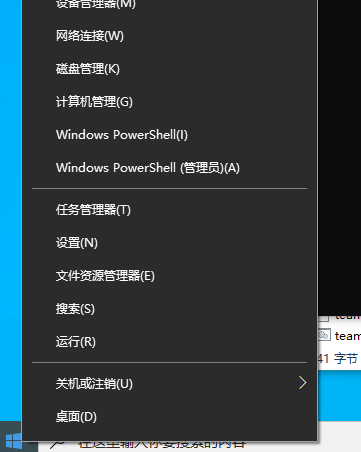 设备管理器(M)
网络连接(W)
磁盘管理(K)
计算机管理(G)
Windows PowerShell(I)
Windows PowerShell (管理员)(A)
任务管理器(T)
设置(N)
文件资源管理器(E)
搜索(S)
运行(R)
team
team
41 字节
关机或注销(U)
桌面(D)
在这里输入你要搜索的内容